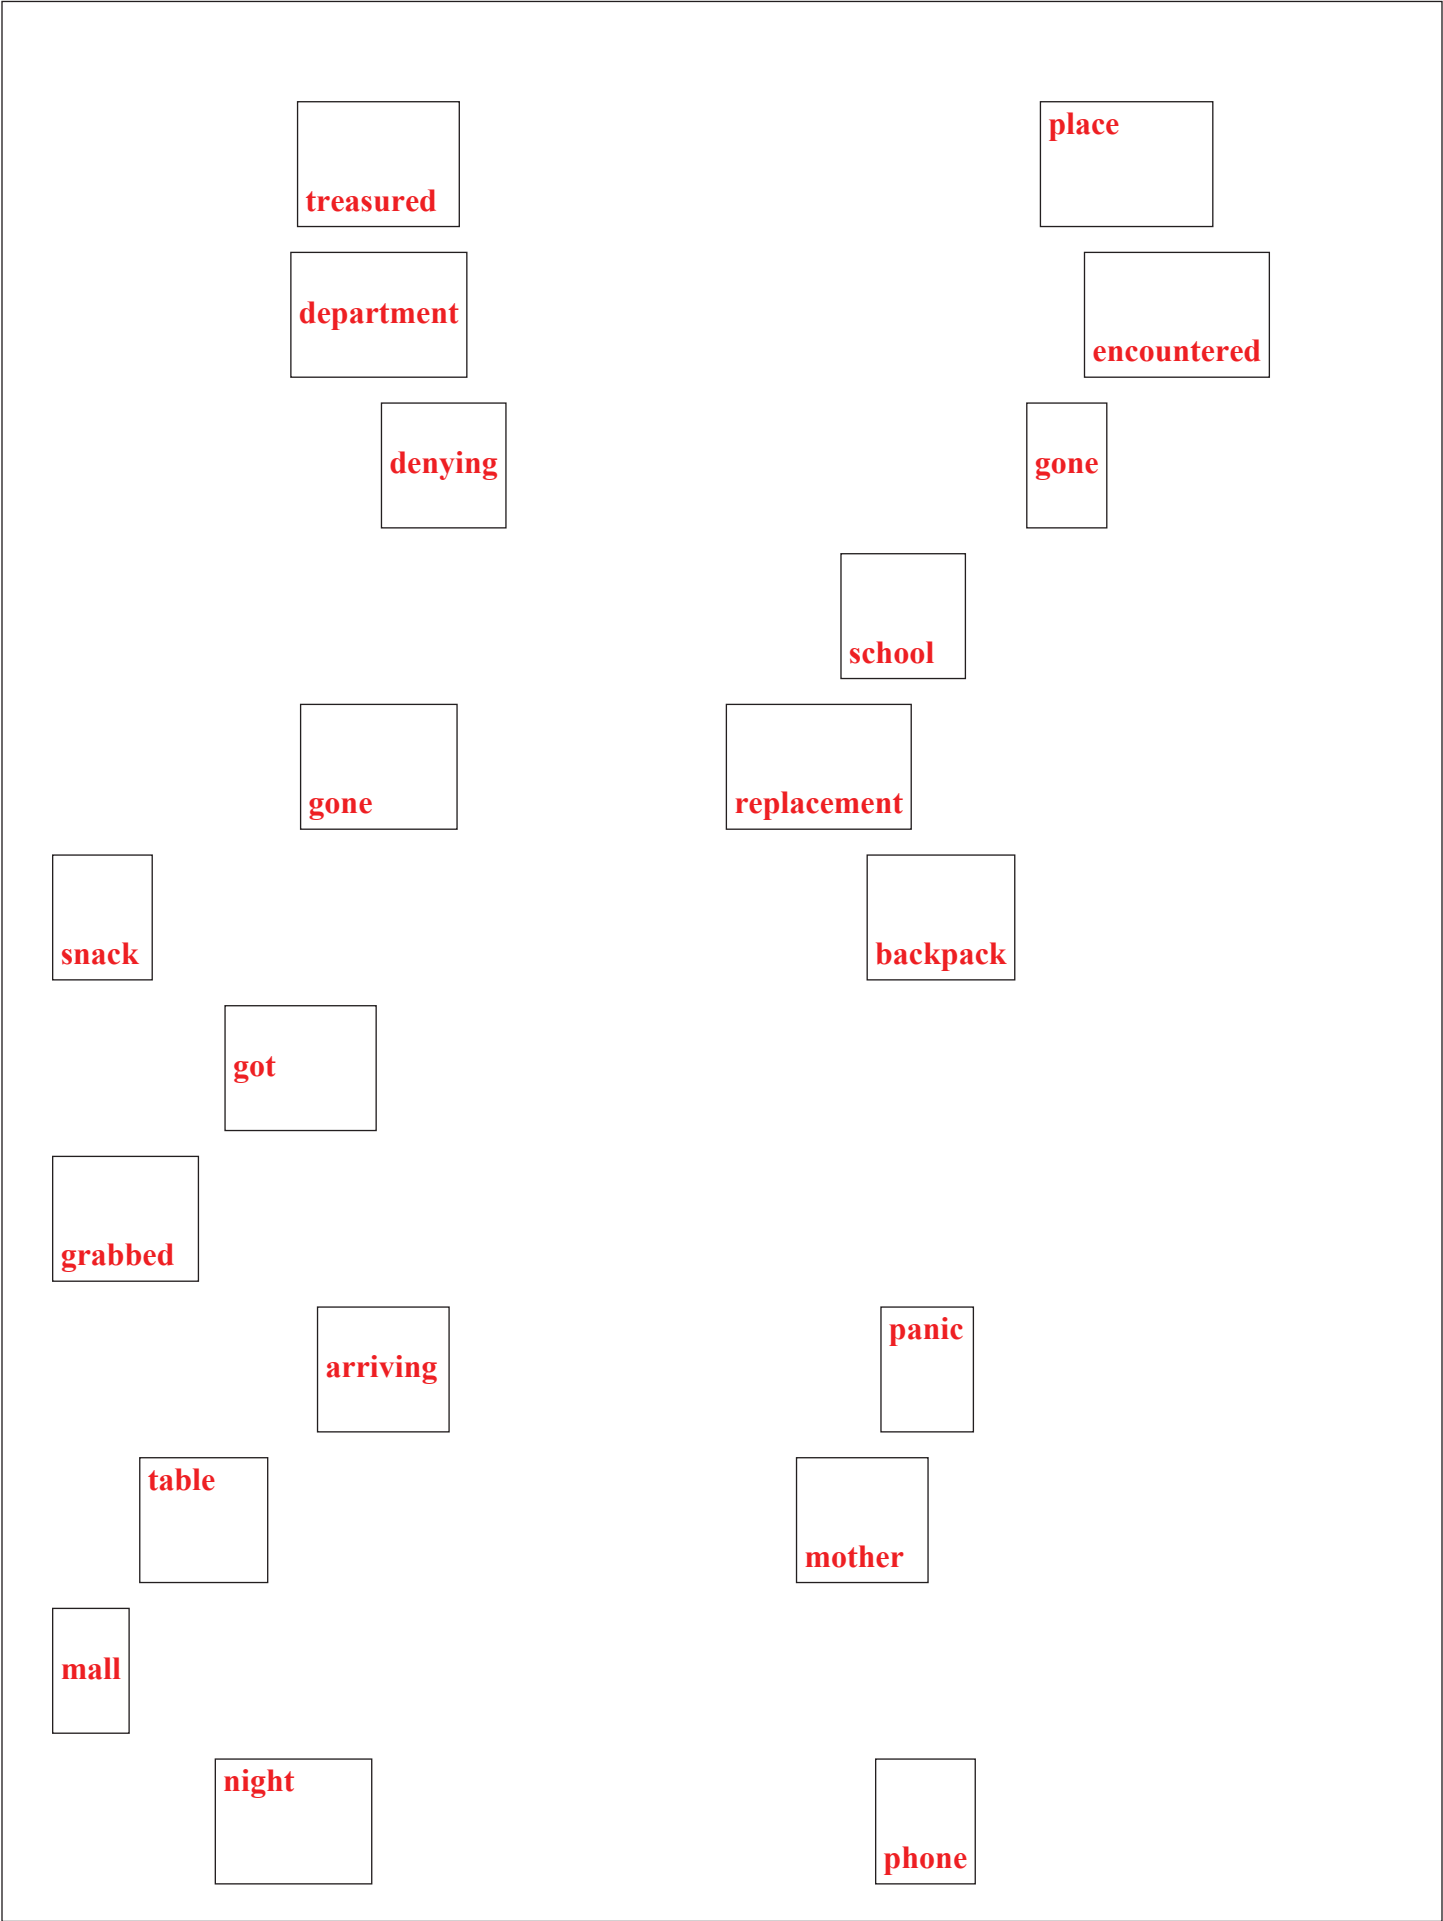 treasured place
department encountered
denying gone
school
gone replacement
snack backpack
got
grabbed
arriving panic
table mother
mall
night phone